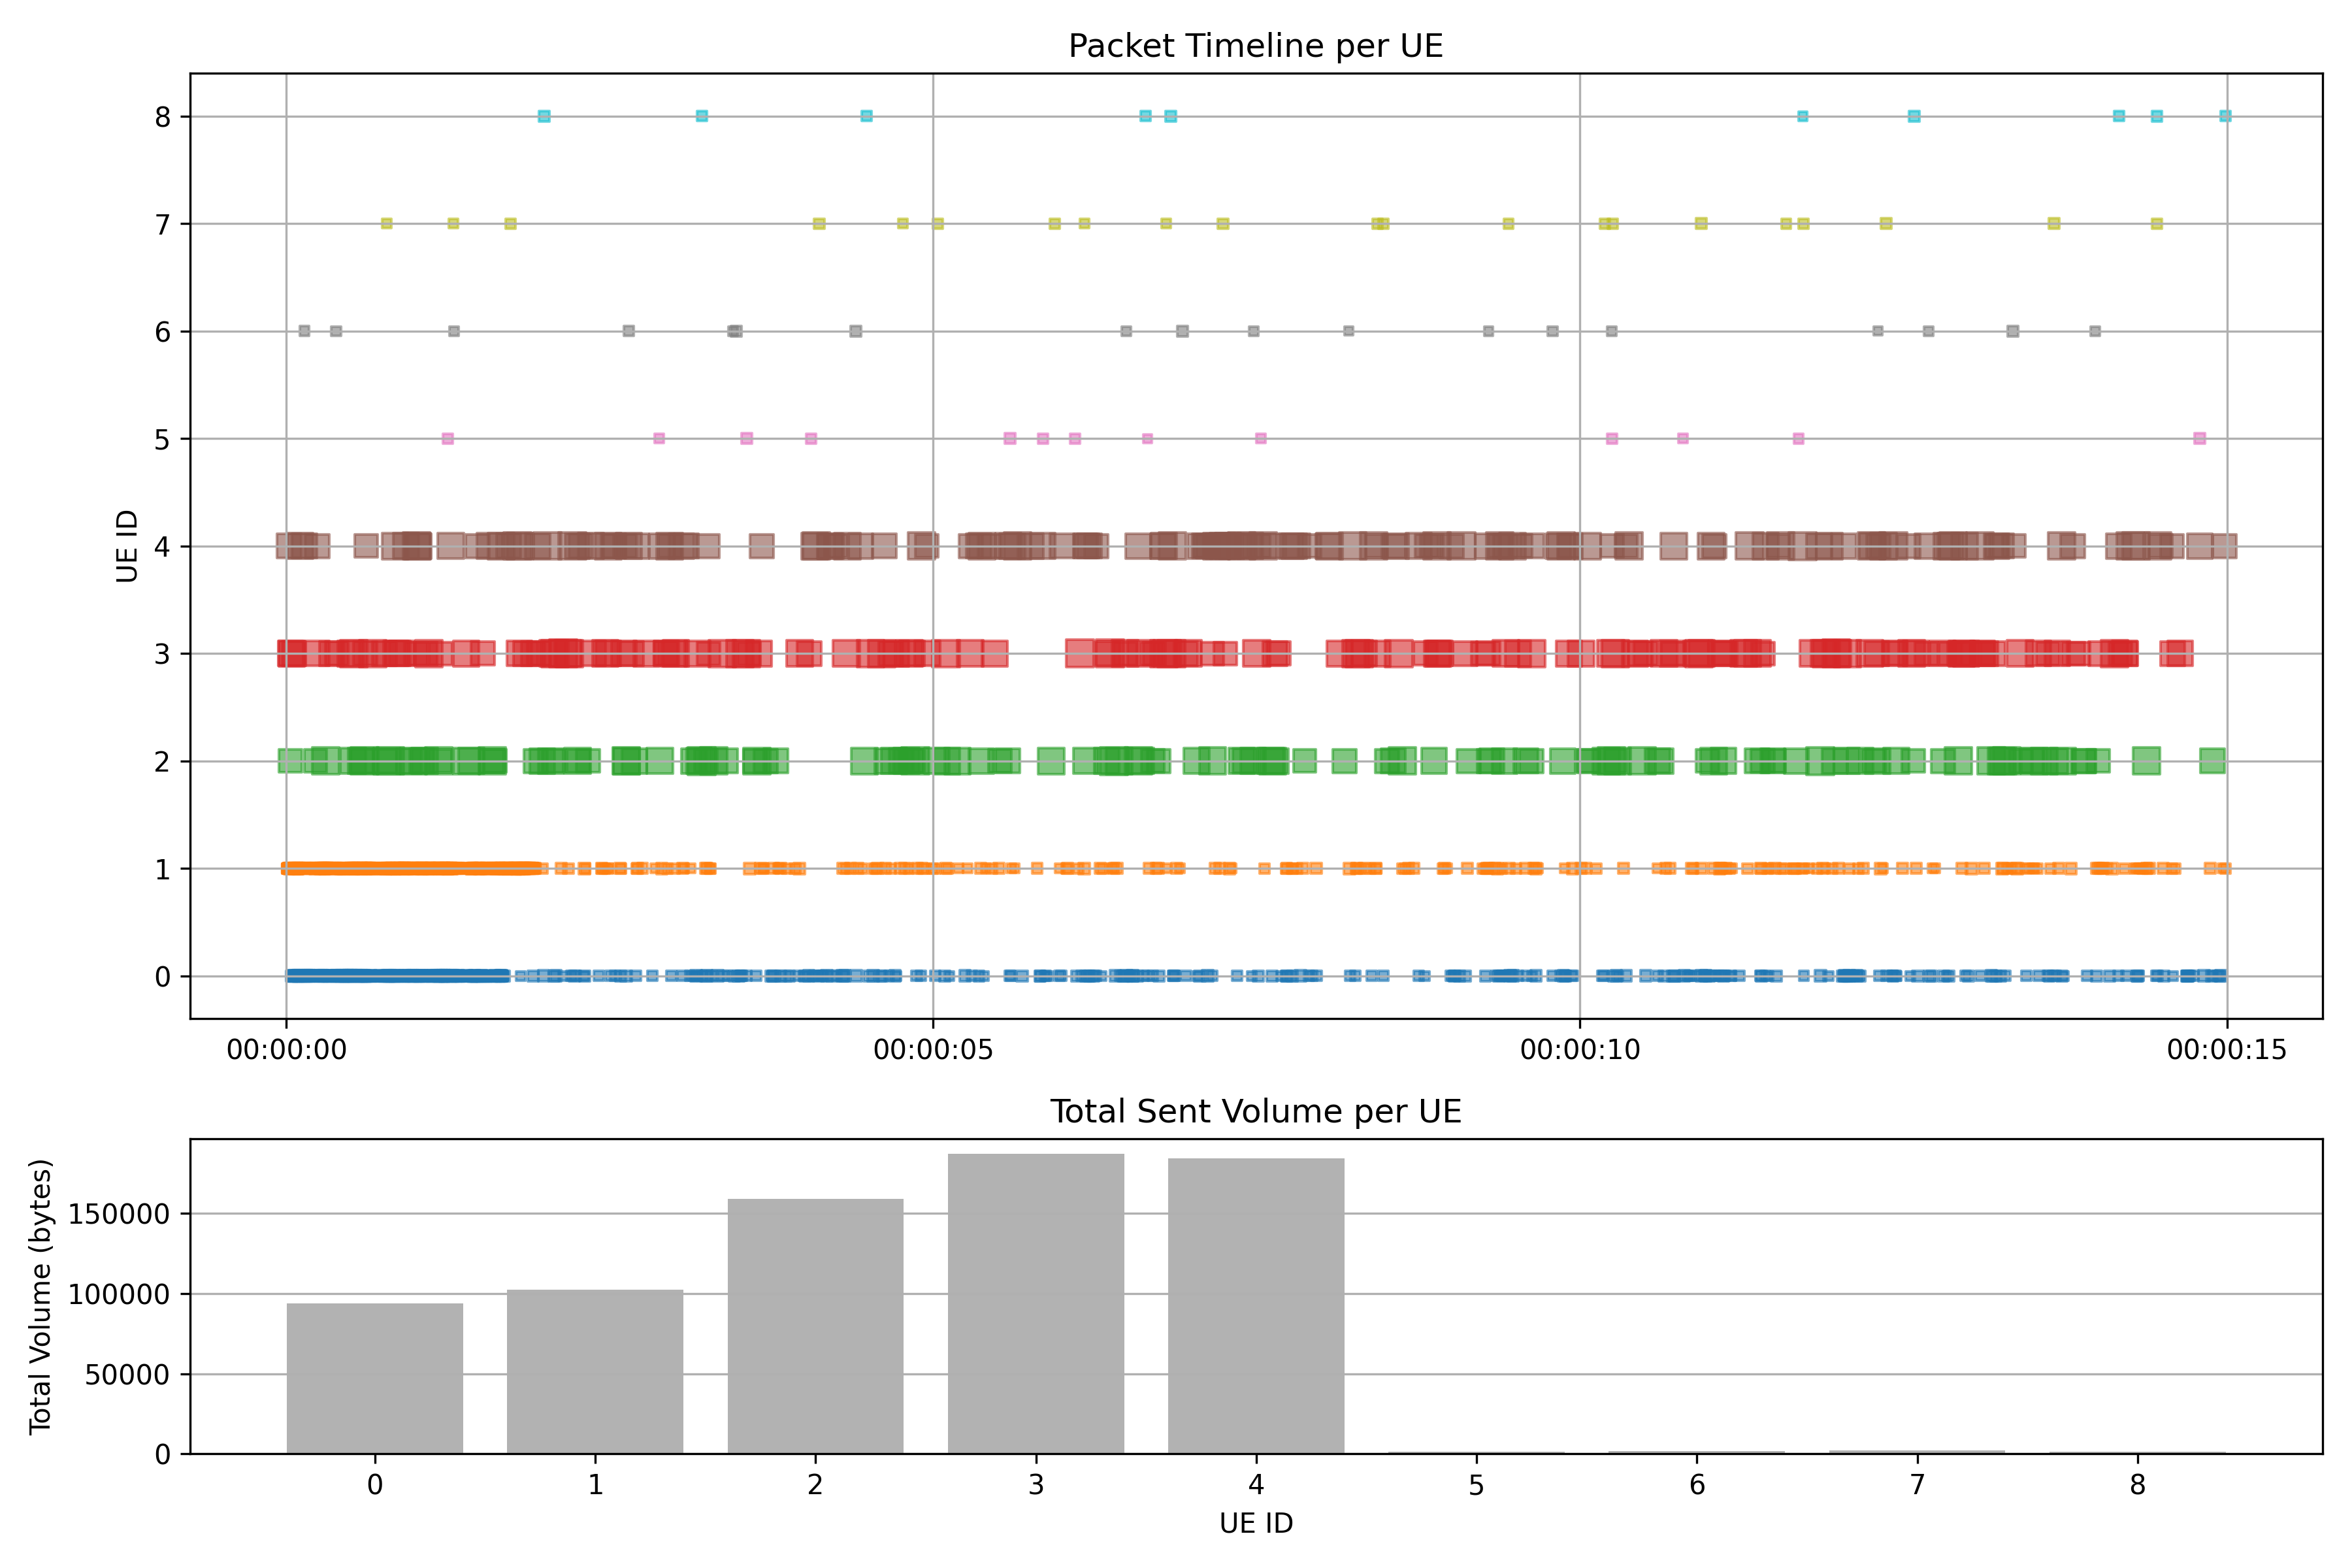 Packet Timeline per UE
8
7
6
5
4
3
2
1
0
UE ID
00:00:00 00:00:05 00:00:10 00:00:15
Total Sent Volume per UE
150000
100000
50000
0
Total Volume (bytes)
0 1 2 3 4 5 6 7 8
UE ID